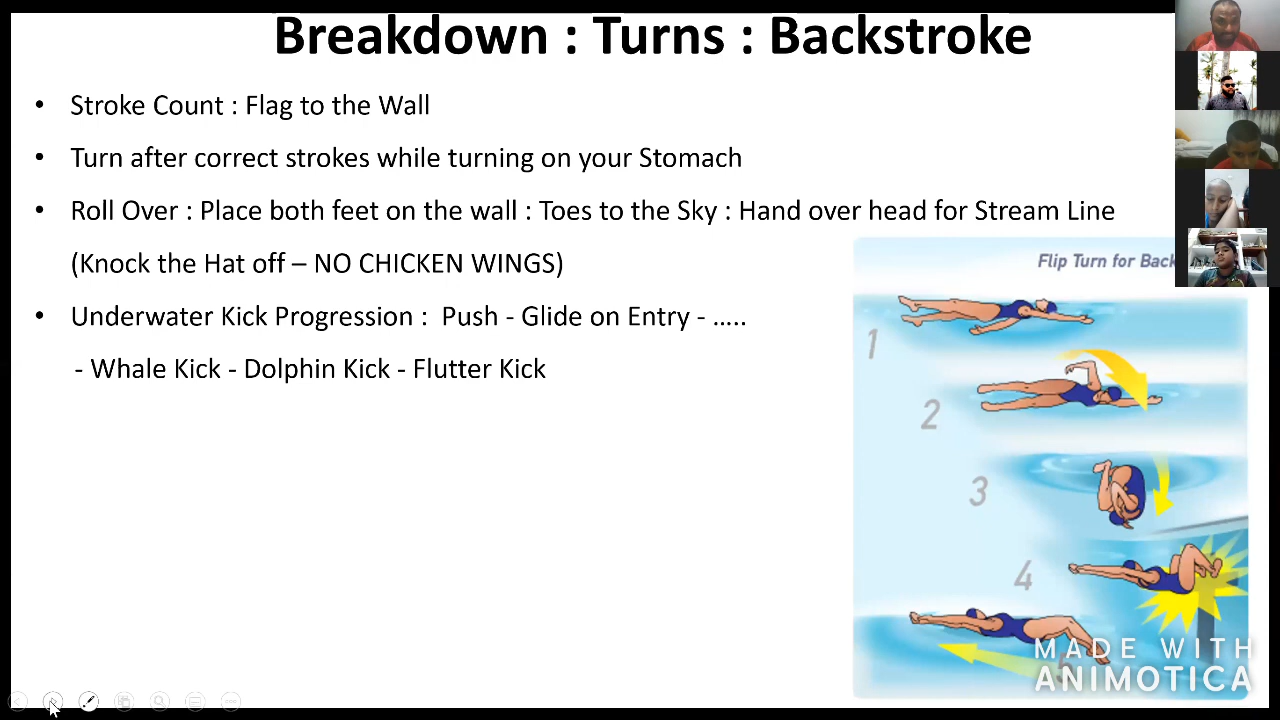 Breakdown : Turns : Backstroke
• Stroke Count : Flag to the Wall
• Turn after correct strokes while turning on your Stomach
• Roll Over : Place both feet on the wall : Toes to the Sky : Hand over head for Stream Line
(Knock the Hat off – NO CHICKEN WINGS)
• Underwater Kick Progression : Push - Glide on Entry - …..
- Whale Kick - Dolphin Kick - Flutter Kick
Flip Turn for Back
1
2
3
4
5
MADE WITH
ANIMOTICA